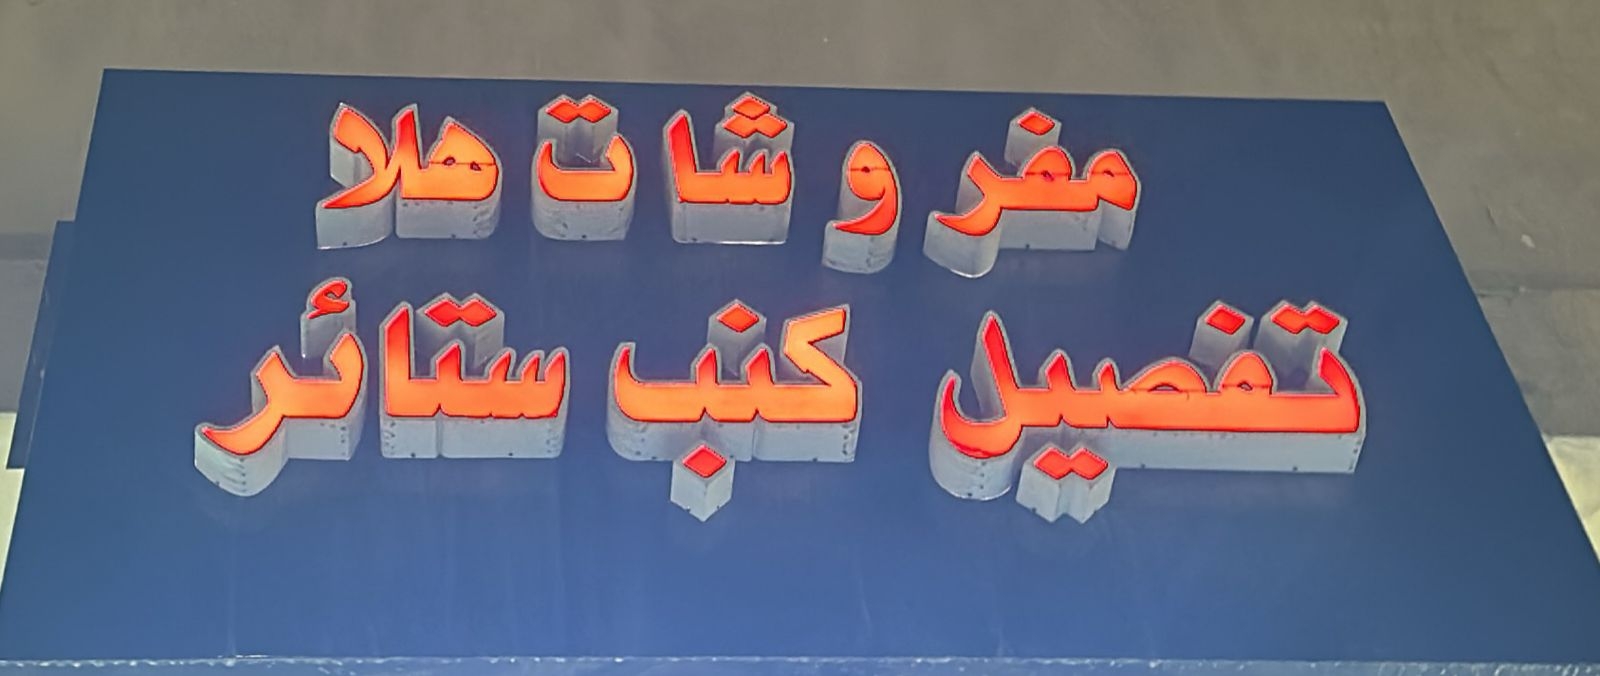 مفروشات هلا
تفصيل كنب ستائر